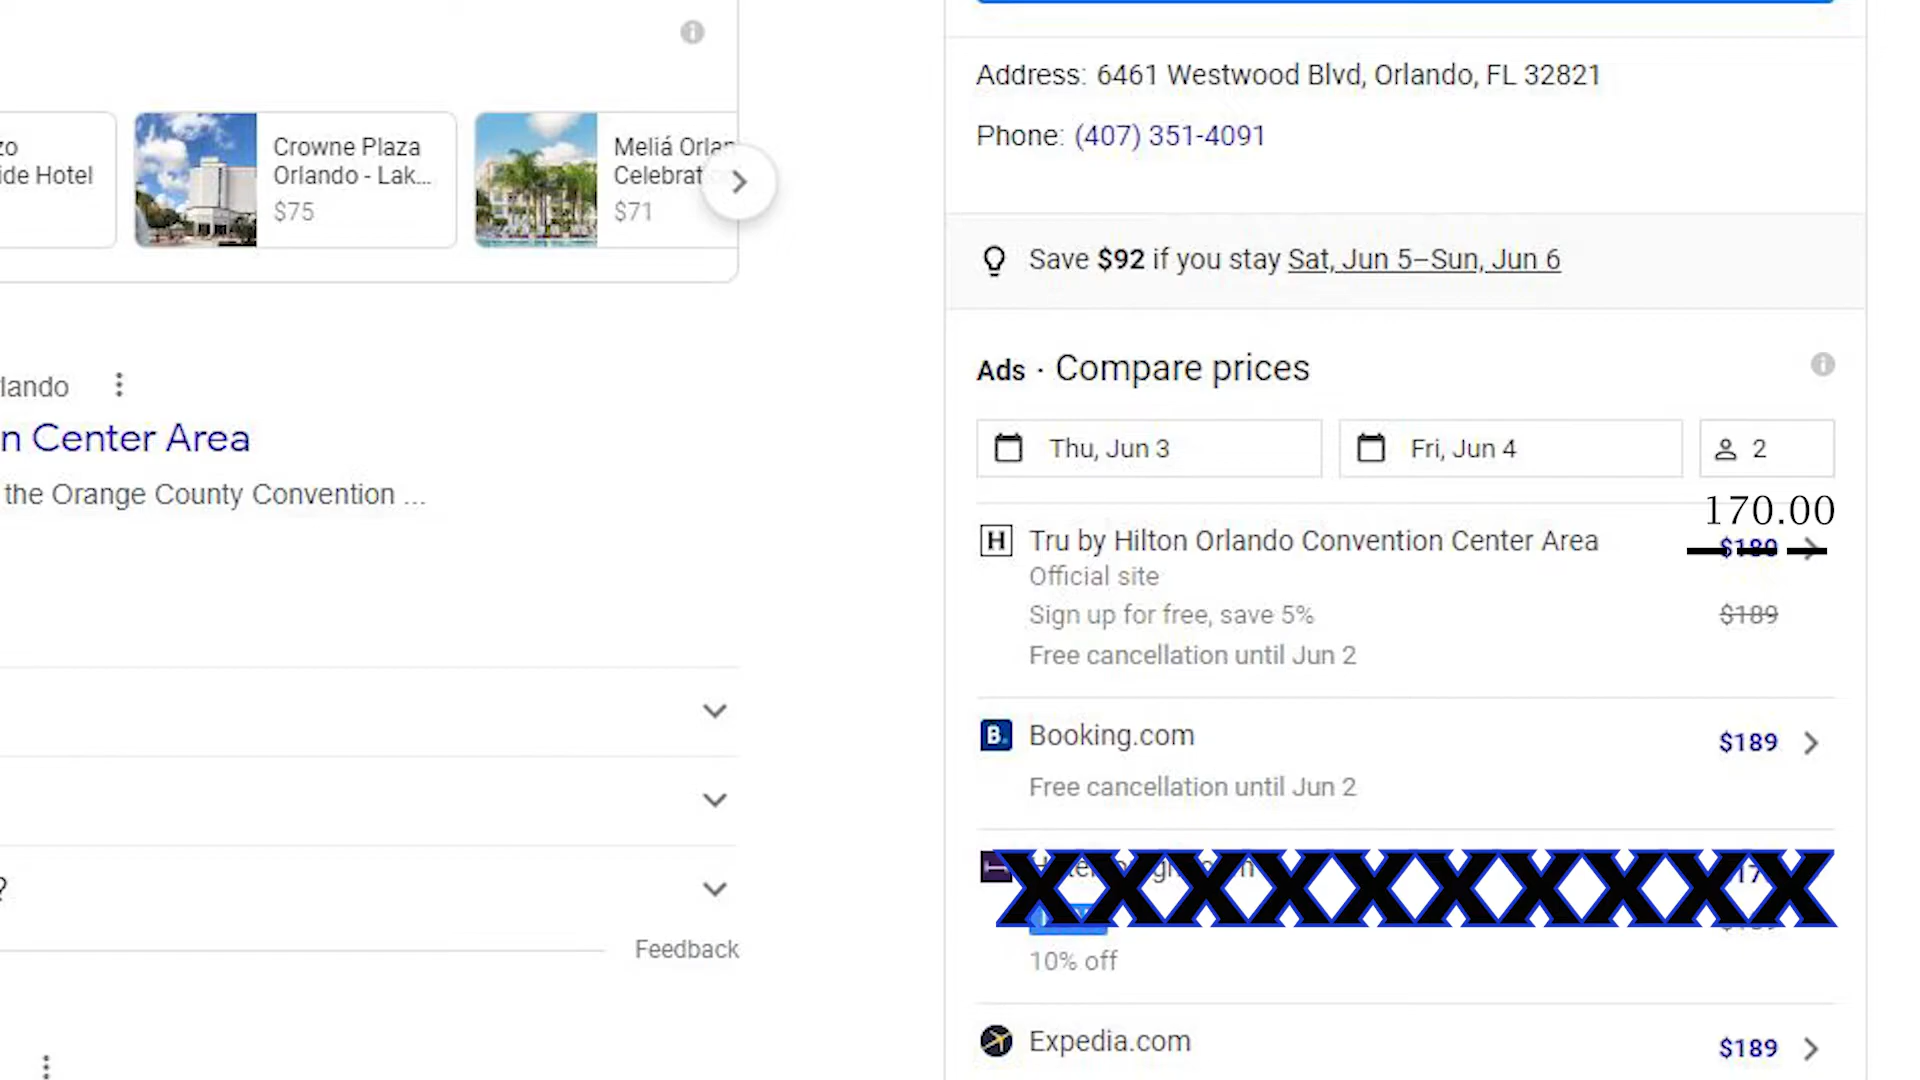 zo
ide Hotel
Crowne Plaza
Orlando - Lak...
$75
Meliá Orlan
Celebrat
$71
lando
n Center Area
the Orange County Convention ...
?
Feedback
Address: 6461 Westwood Blvd, Orlando, FL 32821
Phone: (407) 351-4091
Save $92 if you stay Sat, Jun 5–Sun, Jun 6
Ads · Compare prices
Thu, Jun 3
Fri, Jun 4
2
170.00
Tru by Hilton Orlando Convention Center Area
Official site
Sign up for free, save 5%
$189
Free cancellation until Jun 2
B. Booking.com
$189
Free cancellation until Jun 2
XXXXXXXXXX
10% off
Expedia.com
$189